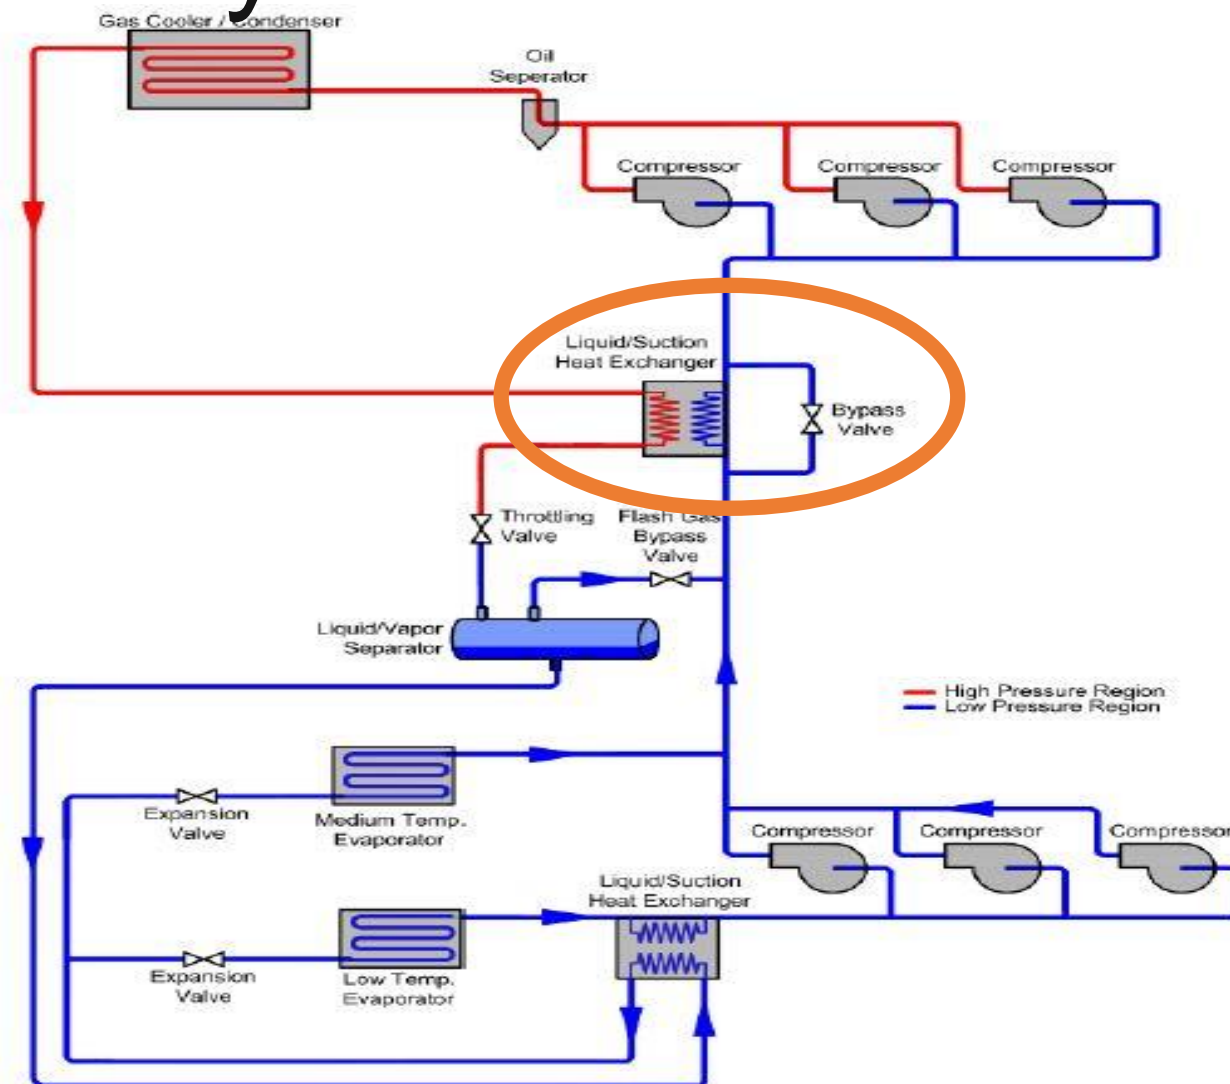 Gas Cooler / Condenser
Oil
Seperator
Compressor
Compressor
Compressor
Liquid/Suction
Heat Exchanger
Bypass
Valve
Throttling
Valve
Flash Gas
Bypass
Valve
Liquid/Vapor
Separator
High Pressure Region
Low Pressure Region
Expansion
Valve
Medium Temp.
Evaporator
Compressor
Compressor
Compressor
Liquid/Suction
Heat Exchanger
Expansion
Valve
Low Temp.
Evaporator